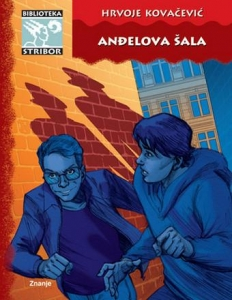 BIBLIOTEKA
STRIBOR
HRVOJE KOVAČEVIĆ
ANĐELOVA ŠALA
Znanje